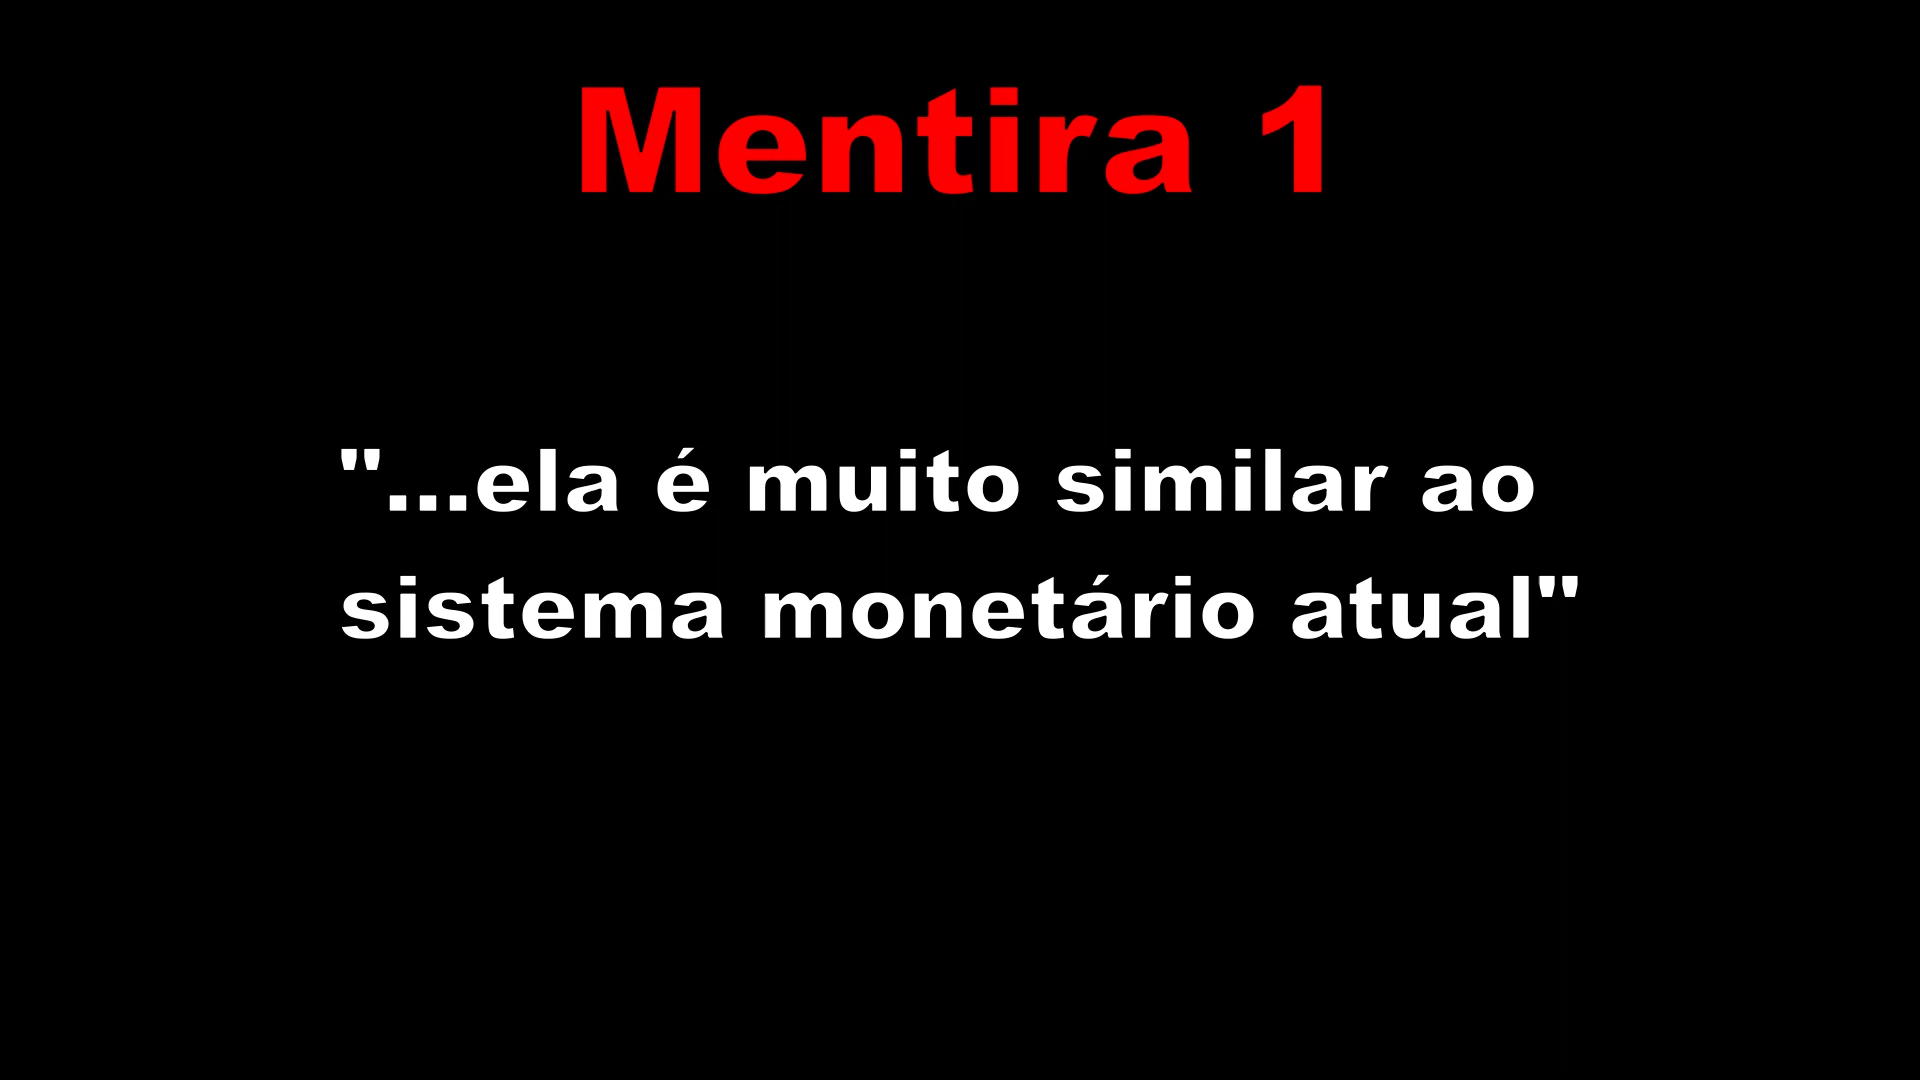 Mentira 1
"...ela é muito similar ao
sistema monetário atual"